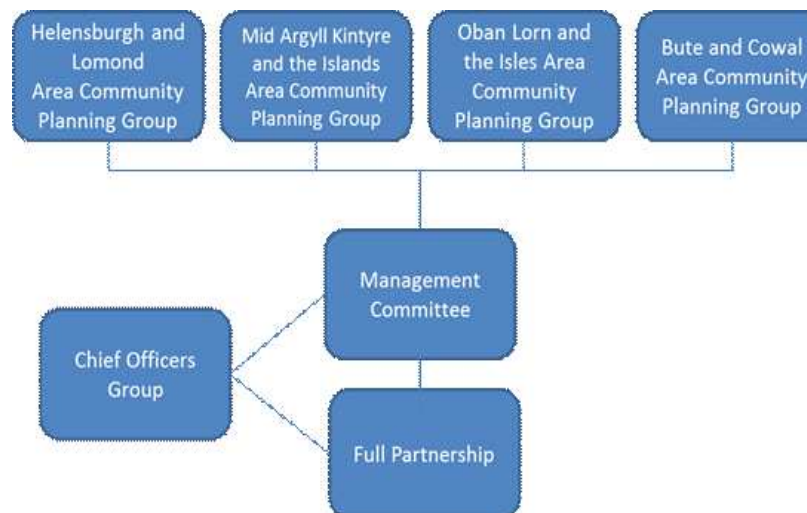 Helensburgh and
Lomond
Area Community
Planning Group
Mid Argyll Kintyre
and the Islands
Area Community
Planning Group
Oban Lorn and
the Isles Area
Community
Planning Group
Bute and Cowal
Area Community
Planning Group
Management
Committee
Chief Officers
Group
Full Partnership